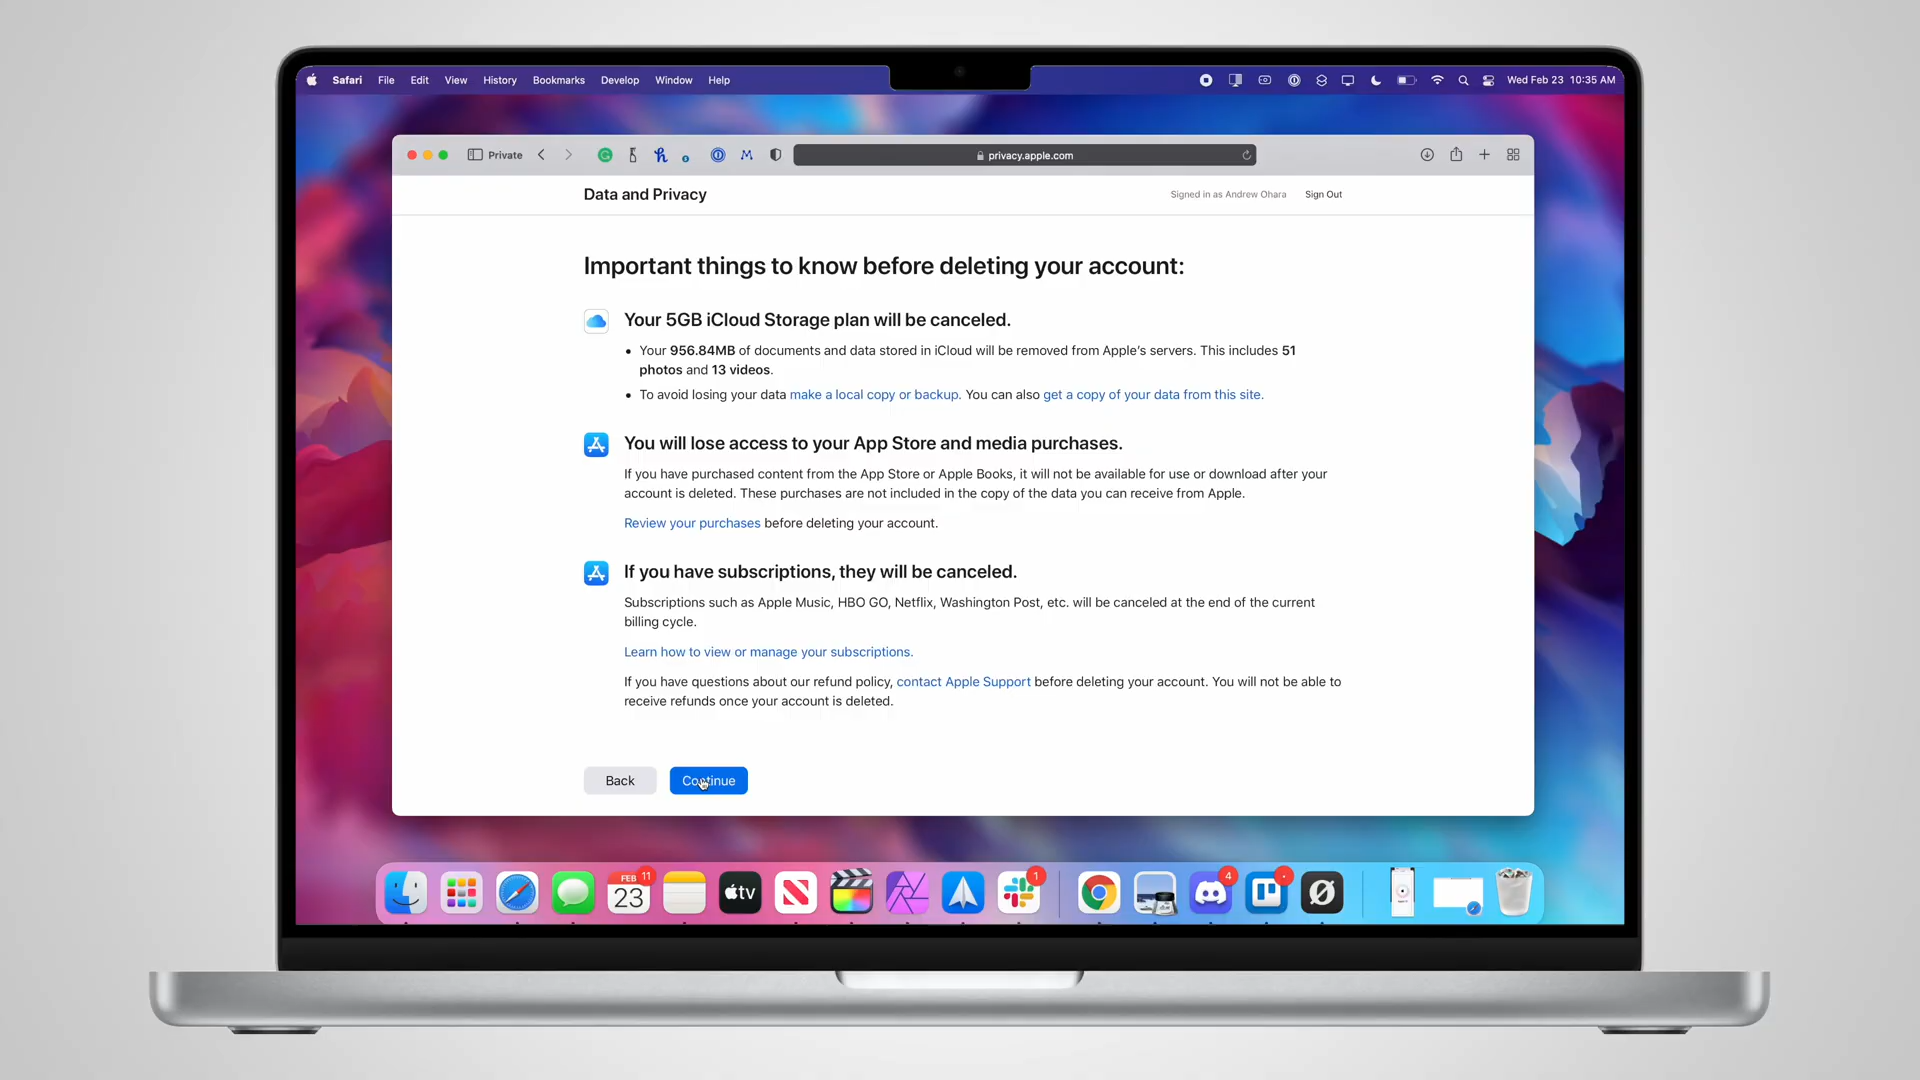 Safari File Edit View History Bookmarks Develop Window Help Wed Feb 23 10:35 AM
Private privacy.apple.com
Data and Privacy Signed in as Andrew Ohara Sign Out
Important things to know before deleting your account:
Your 5GB iCloud Storage plan will be canceled.
• Your 956.84MB of documents and data stored in iCloud will be removed from Apple's servers. This includes 51
photos and 13 videos.
• To avoid losing your data make a local copy or backup. You can also get a copy of your data from this site.
You will lose access to your App Store and media purchases.
If you have purchased content from the App Store or Apple Books, it will not be available for use or download after your
account is deleted. These purchases are not included in the copy of the data you can receive from Apple.
Review your purchases before deleting your account.
If you have subscriptions, they will be canceled.
Subscriptions such as Apple Music, HBO GO, Netflix, Washington Post, etc. will be canceled at the end of the current
billing cycle.
Learn how to view or manage your subscriptions.
If you have questions about our refund policy, contact Apple Support before deleting your account. You will not be able to
receive refunds once your account is deleted.
Back Continue
FEB 11 1 4
23 tv